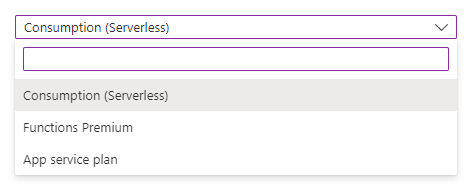 Consumption (Serverless)
Consumption (Serverless)
Functions Premium
App service plan